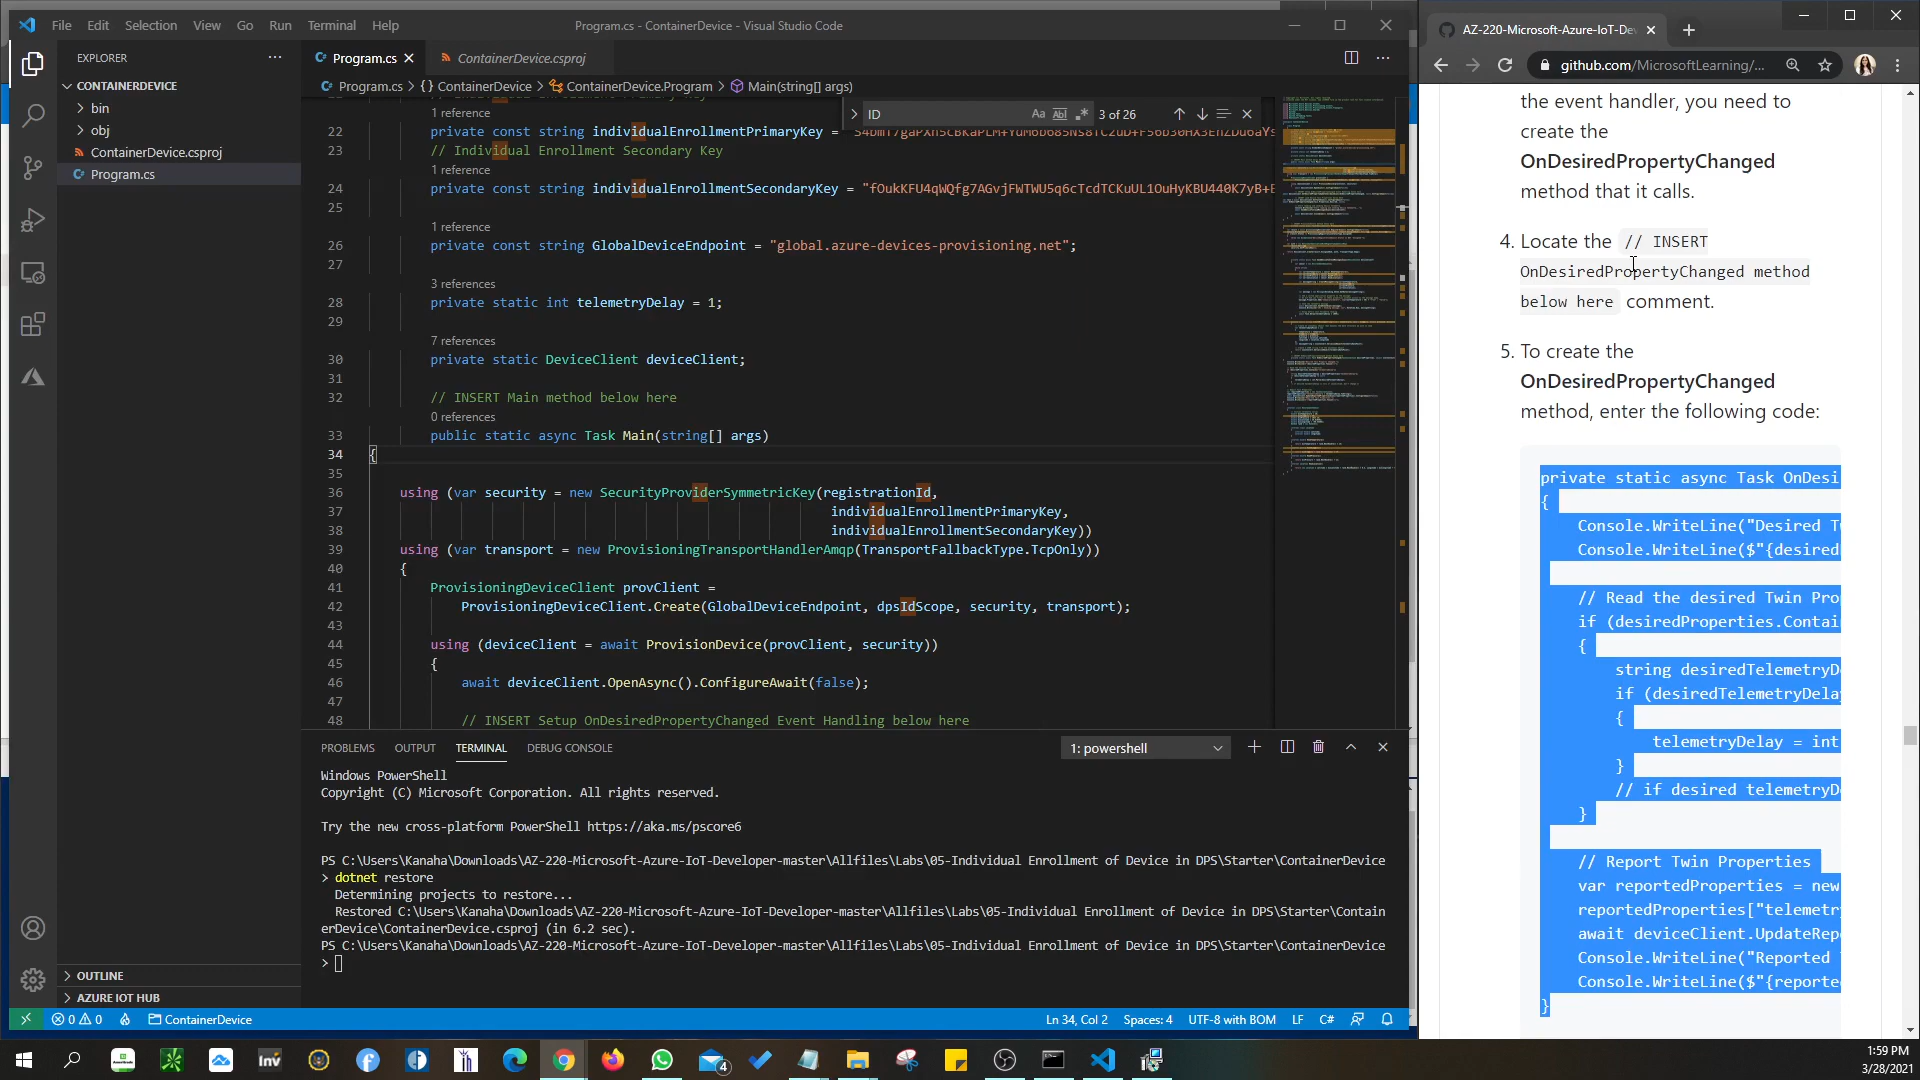 File Edit Selection View Go Run Terminal Help
Program.cs - ContainerDevice - Visual Studio Code
EXPLORER
CONTAINERDEVICE
bin
obj
ContainerDevice.csproj
Program.cs
OUTLINE
AZURE IOT HUB
Program.cs
ContainerDevice.csproj
Program.cs > {} ContainerDevice > ContainerDevice.Program > Main(string[] args)
ID
3 of 26
1 reference
22 private const string individualEnrollmentPrimaryKey =
23 // Individual Enrollment Secondary Key
1 reference
24 private const string individualEnrollmentSecondaryKey = "fOukKFU4qWQfg7AGvjFWTWU5q6cTcdTCKuUL1OuHyKBU440K7yB+E
25
1 reference
26 private const string GlobalDeviceEndpoint = "global.azure-devices-provisioning.net";
27
3 references
28 private static int telemetryDelay = 1;
29
7 references
30 private static DeviceClient deviceClient;
31
32 // INSERT Main method below here
0 references
33 public static async Task Main(string[] args)
34 {
35
36 using (var security = new SecurityProviderSymmetricKey(registrationId,
37 individualEnrollmentPrimaryKey,
38 individualEnrollmentSecondaryKey))
39 using (var transport = new ProvisioningTransportHandlerAmqp(TransportFallbackType.TcpOnly))
40 {
41 ProvisioningDeviceClient provClient =
42 ProvisioningDeviceClient.Create(GlobalDeviceEndpoint, dpsIdScope, security, transport);
43
44 using (deviceClient = await ProvisionDevice(provClient, security))
45 {
46 await deviceClient.OpenAsync().ConfigureAwait(false);
47
48 // INSERT Setup OnDesiredPropertyChanged Event Handling below here
PROBLEMS OUTPUT TERMINAL DEBUG CONSOLE
1: powershell
Windows PowerShell
Copyright (C) Microsoft Corporation. All rights reserved.
Try the new cross-platform PowerShell https://aka.ms/pscore6
PS C:\Users\Kanaha\Downloads\AZ-220-Microsoft-Azure-IoT-Developer-master\Allfiles\Labs\05-Individual Enrollment of Device in DPS\Starter\ContainerDevice
> dotnet restore
Determining projects to restore...
Restored C:\Users\Kanaha\Downloads\AZ-220-Microsoft-Azure-IoT-Developer-master\Allfiles\Labs\05-Individual Enrollment of Device in DPS\Starter\Contain
erDevice\ContainerDevice.csproj (in 6.2 sec).
PS C:\Users\Kanaha\Downloads\AZ-220-Microsoft-Azure-IoT-Developer-master\Allfiles\Labs\05-Individual Enrollment of Device in DPS\Starter\ContainerDevice
>
0 0 ContainerDevice
Ln 34, Col 2 Spaces: 4 UTF-8 with BOM LF C#
AZ-220-Microsoft-Azure-IoT-De
github.com/MicrosoftLearning/...
the event handler, you need to
create the
OnDesiredPropertyChanged
method that it calls.
4. Locate the // INSERT
OnDesiredPropertyChanged method
below here comment.
5. To create the
OnDesiredPropertyChanged
method, enter the following code:
private static async Task OnDesi
{
Console.WriteLine("Desired T
Console.WriteLine($"{desired
// Read the desired Twin Pro
if (desiredProperties.Contai
{
string desiredTelemetryD
if (desiredTelemetryDela
{
telemetryDelay = int
}
// if desired telemetryD
}
// Report Twin Properties
var reportedProperties = new
reportedProperties["telemetr
await deviceClient.UpdateRep
Console.WriteLine("Reported
Console.WriteLine($"{reporte
}
Inv
4
1:59 PM
3/28/2021